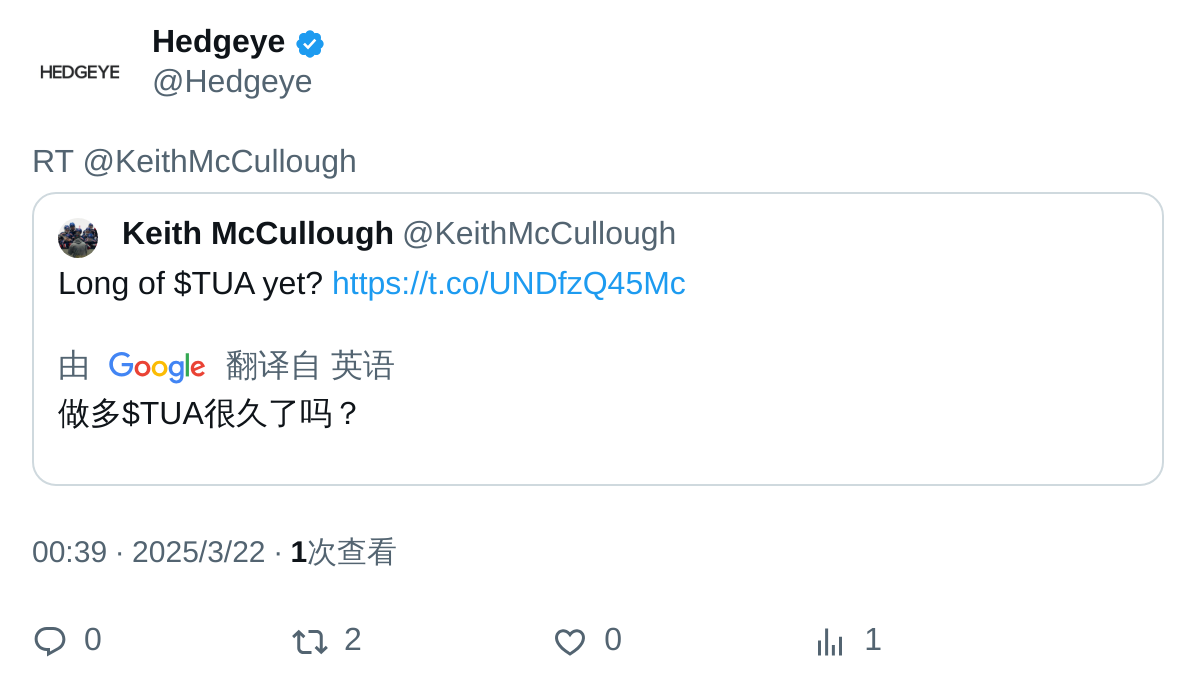 Hedgeye
HEDGEYE
@Hedgeye
RT @KeithMcCullough
Keith McCullough @KeithMcCullough
Long of $TUA yet? https://t.co/UNDfzQ45Mc
由 Google 翻译自 英语
做多$TUA很久了吗？
00:39 · 2025/3/22 · 1次查看
0 2 0 1